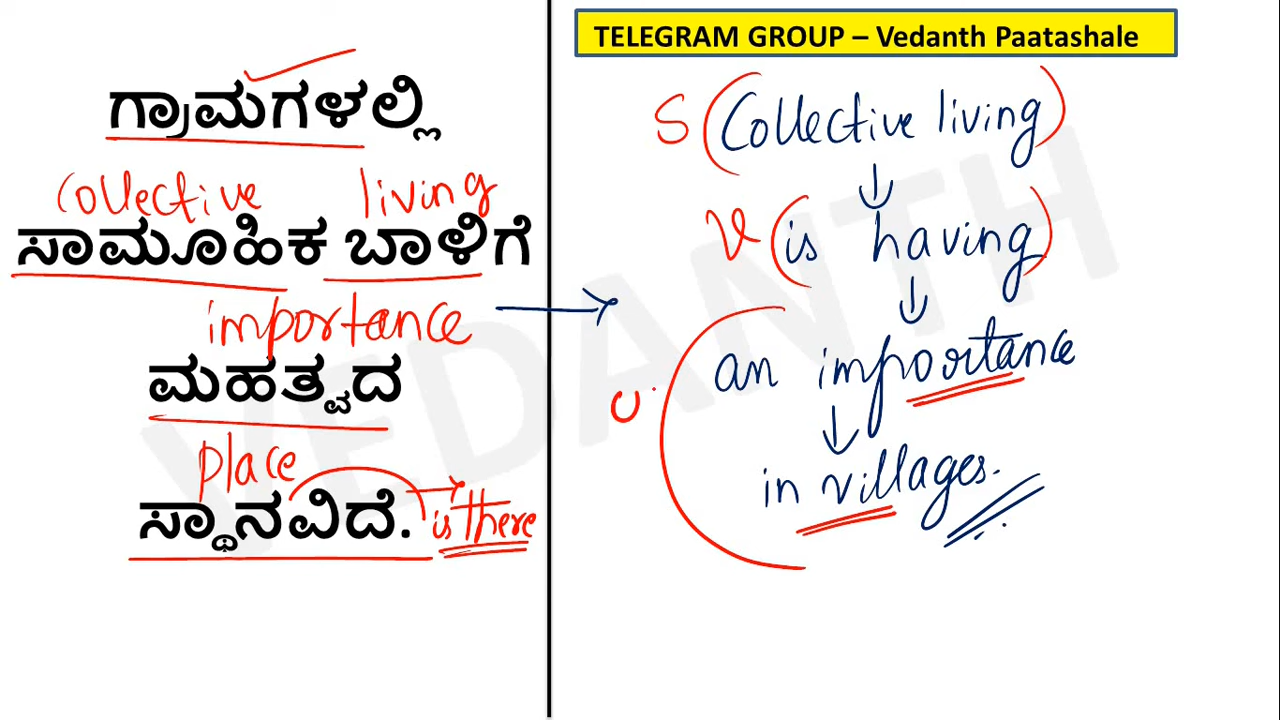 ಗ್ರಾಮಗಳಲ್ಲಿ
collective living
ಸಾಮೂಹಿಕ ಬಾಳಿಗೆ
importance
ಮಹತ್ವದ
place
ಸ್ಥಾನವಿದೆ. is there
TELEGRAM GROUP – Vedanth Paatashale
S (Collective living)
V (is having)
O an importance
in villages.
VEDANTH